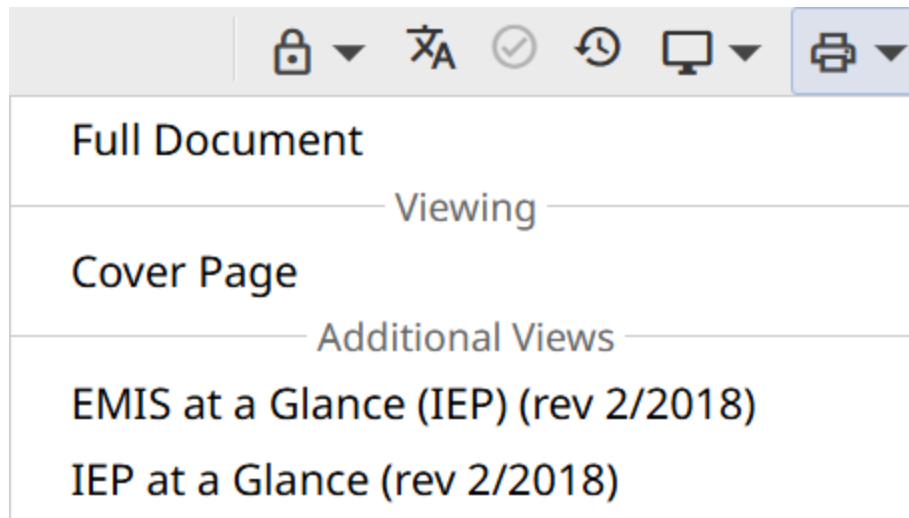 Full Document
Viewing
Cover Page
Additional Views
EMIS at a Glance (IEP) (rev 2/2018)
IEP at a Glance (rev 2/2018)